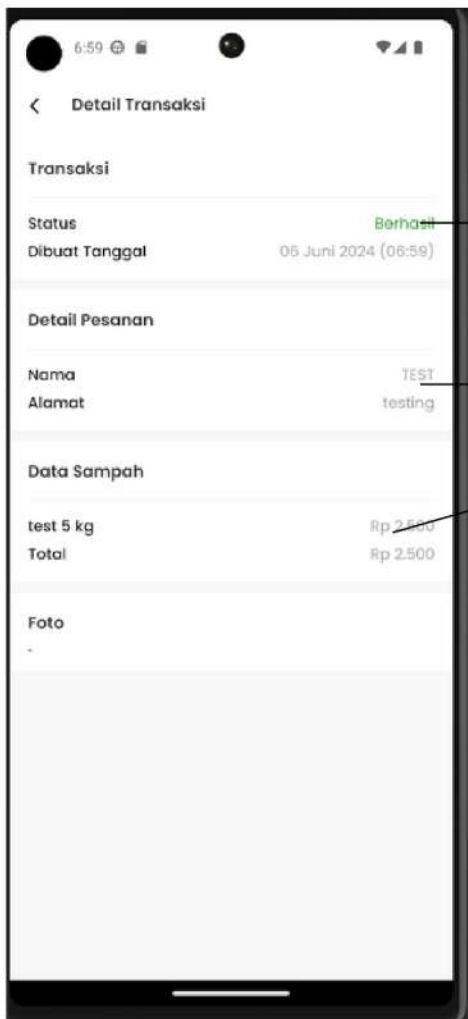 6:59
Detail Transaksi
Transaksi
Status Berhasil
Dibuat Tanggal 06 Juni 2024 (06:59)
Detail Pesanan
Nama TEST
Alamat testing
Data Sampah
test 5 kg Rp 2.500
Total Rp 2.500
Foto
-